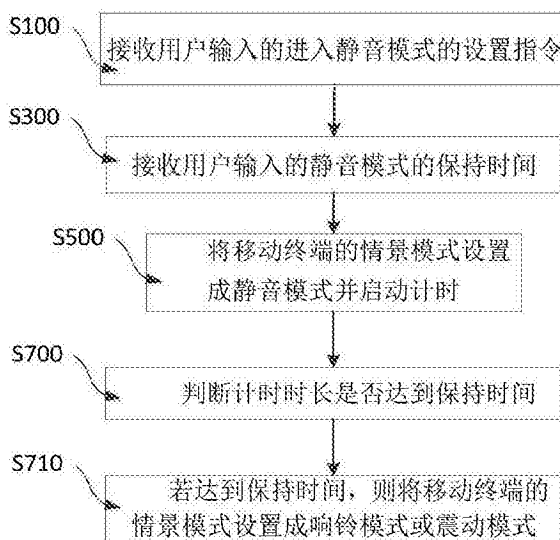 S100
接收用户输入的进入静音模式的设置指令
S300
接收用户输入的静音模式的保持时间
S500
将移动终端的情景模式设置
成静音模式并启动计时
S700
判断计时时长是否达到保持时间
S710
若达到保持时间，则将移动终端的
情景模式设置成响铃模式或震动模式